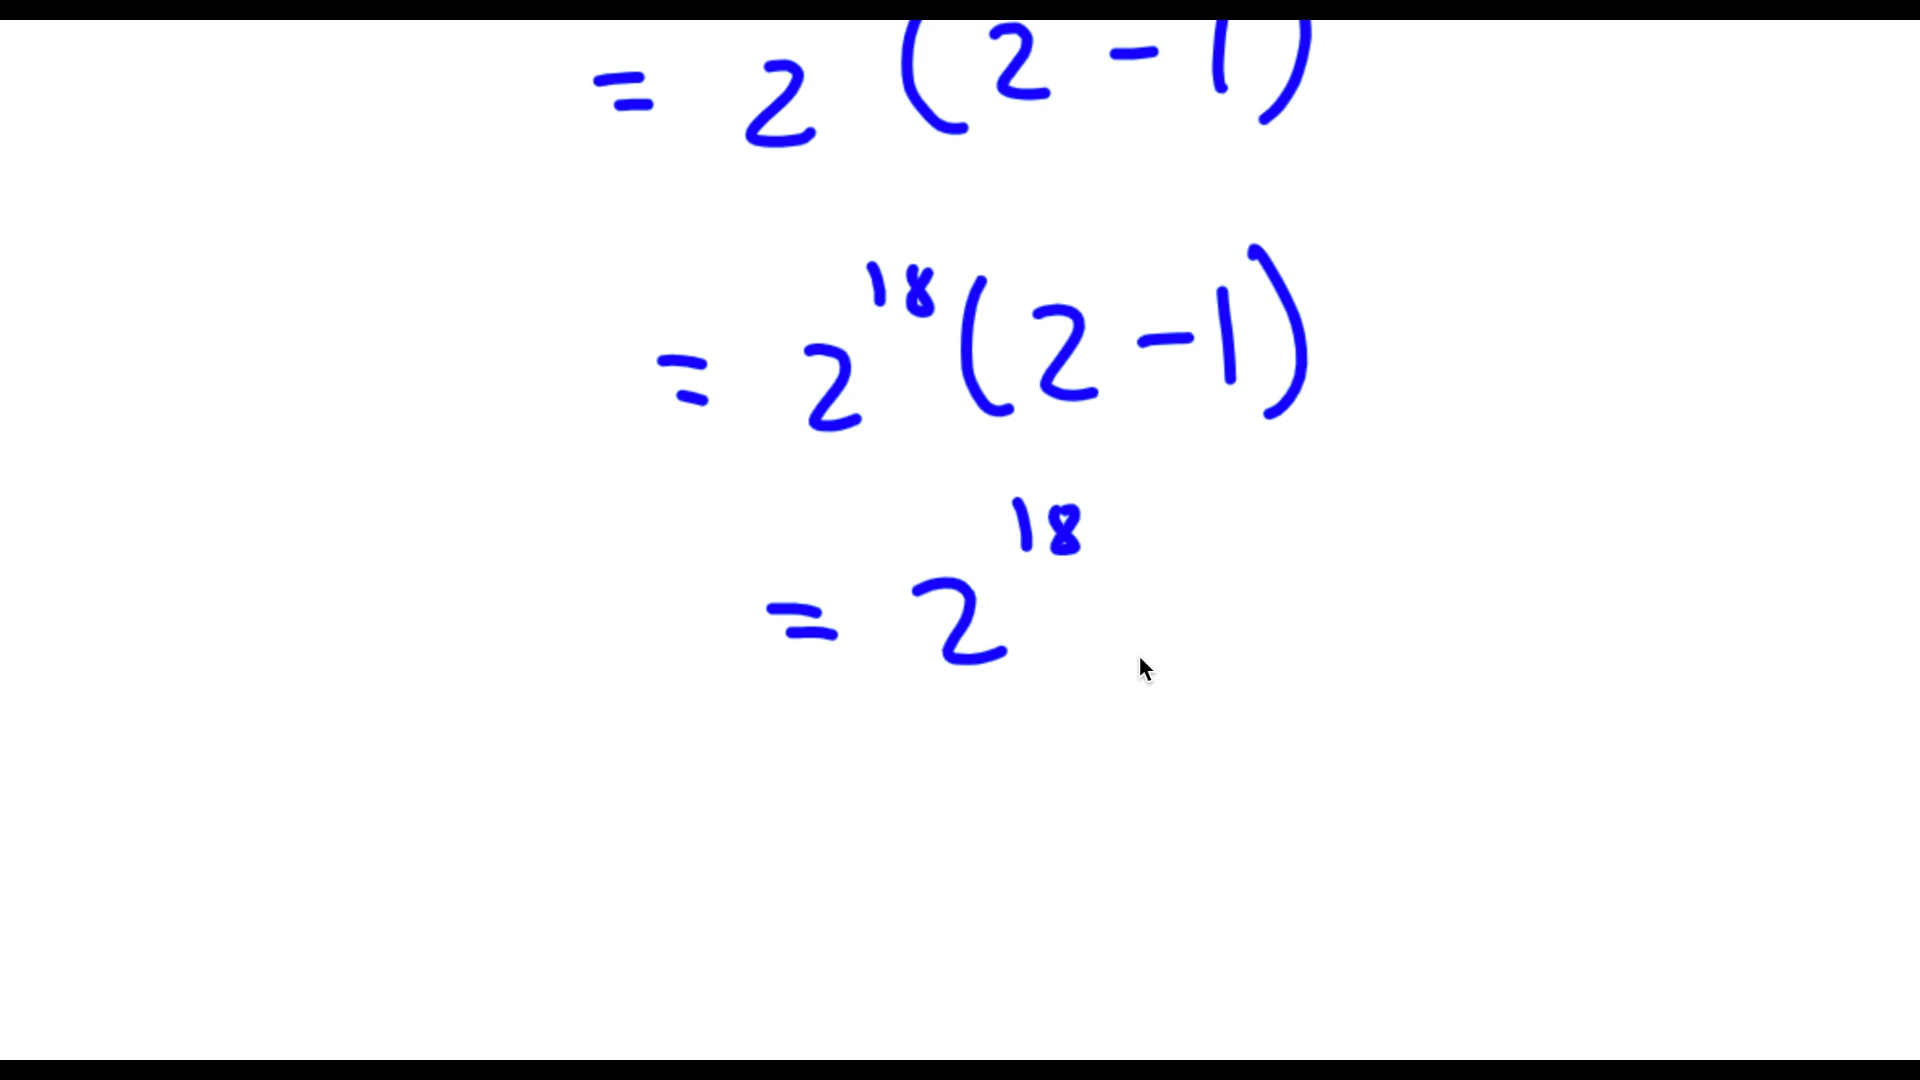 = 2 (2 - 1)
= 2^18 (2 - 1)
= 2^18